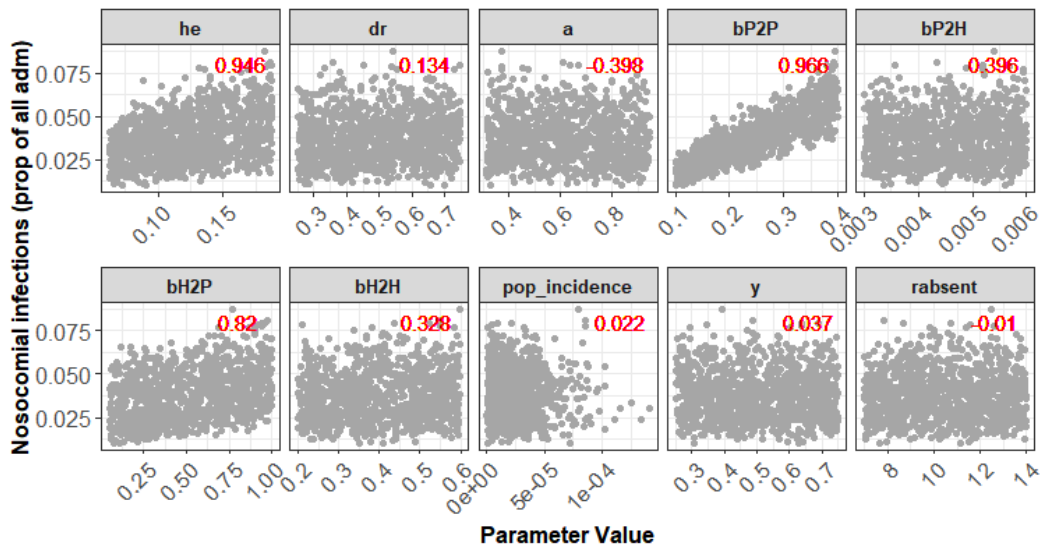 he dr a bP2P bP2H
0.946 0.134 -0.398 0.966 0.396
0.075
0.050
0.025
0.10 0.15 0.3 0.4 0.5 0.6 0.7 0.4 0.6 0.8 0.1 0.2 0.3 0.4 0.003 0.004 0.005 0.006
bH2P bH2H pop_incidence y rabsent
0.82 0.328 0.022 0.037 -0.01
0.075
0.050
0.025
0.25 0.50 0.75 1.00 0.2 0.3 0.4 0.5 0.6 0e+00 5e-05 1e-04 0.3 0.4 0.5 0.6 0.7 8 10 12 14
Parameter Value
Nosocomial infections (prop of all adm)